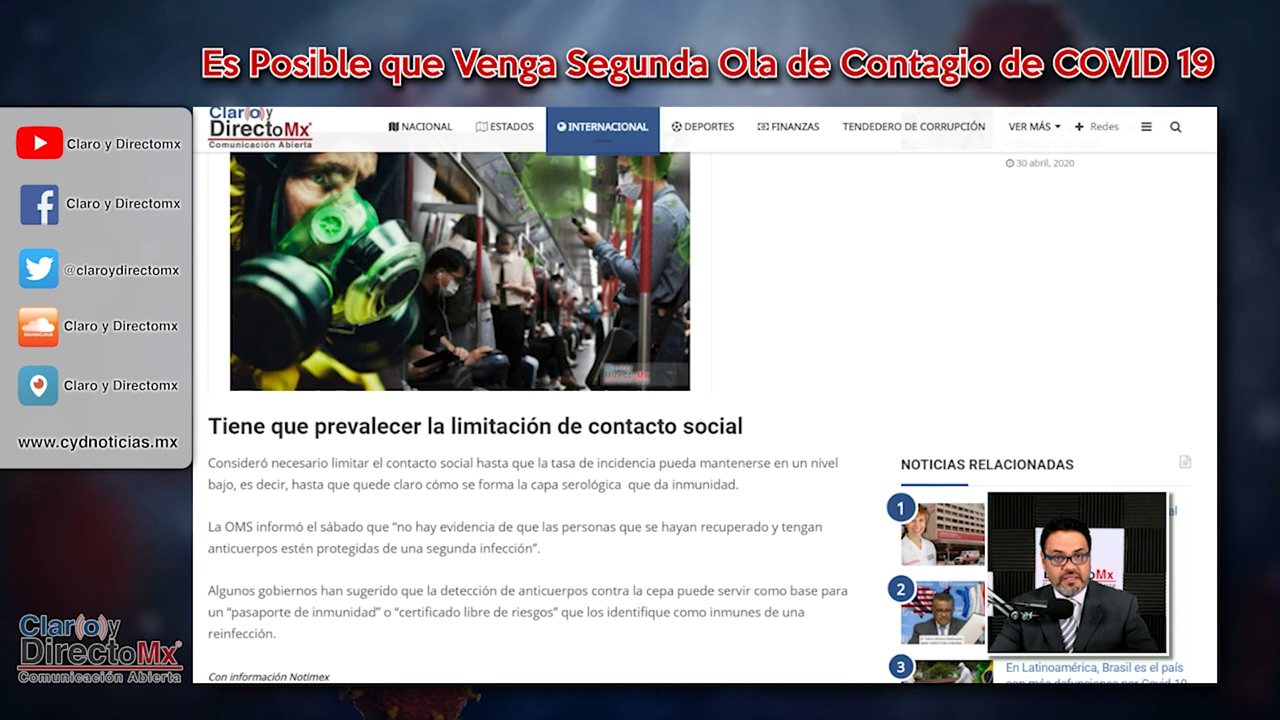 Es Posible que Venga Segunda Ola de Contagio de COVID 19
Claro y Directomx
Claro y Directomx
@claroydirectomx
SOUNDCLOUD
Claro y Directomx
Claro y Directomx
www.cydnoticias.mx
Claro y
DirectoMx
Comunicación Abierta
Claro y
DirectoMx
Comunicación Abierta
NACIONAL
ESTADOS
INTERNACIONAL
DEPORTES
FINANZAS
TENDEDERO DE CORRUPCIÓN
VER MÁS
Redes
30 abril, 2020
Tiene que prevalecer la limitación de contacto social
Consideró necesario limitar el contacto social hasta que la tasa de incidencia pueda mantenerse en un nivel
bajo, es decir, hasta que quede claro cómo se forma la capa serológica que da inmunidad.
La OMS informó el sábado que “no hay evidencia de que las personas que se hayan recuperado y tengan
anticuerpos estén protegidas de una segunda infección”.
Algunos gobiernos han sugerido que la detección de anticuerpos contra la cepa puede servir como base para
un “pasaporte de inmunidad” o “certificado libre de riesgos” que los identifique como inmunes de una
reinfección.
Con información Notimex
NOTICIAS RELACIONADAS
1
2
3
En Latinoamérica, Brasil es el país
con más defunciones por Covid-19